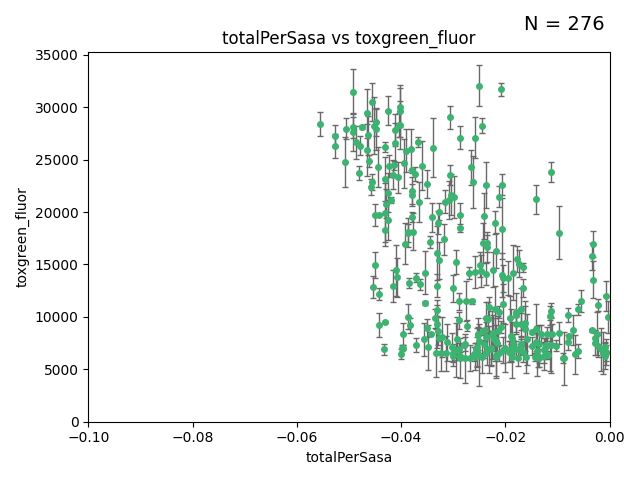 N = 276
totalPerSasa vs toxgreen_fluor
35000
30000
25000
20000
15000
10000
5000
0
toxgreen_fluor
−0.10 −0.08 −0.06 −0.04 −0.02 0.00
totalPerSasa